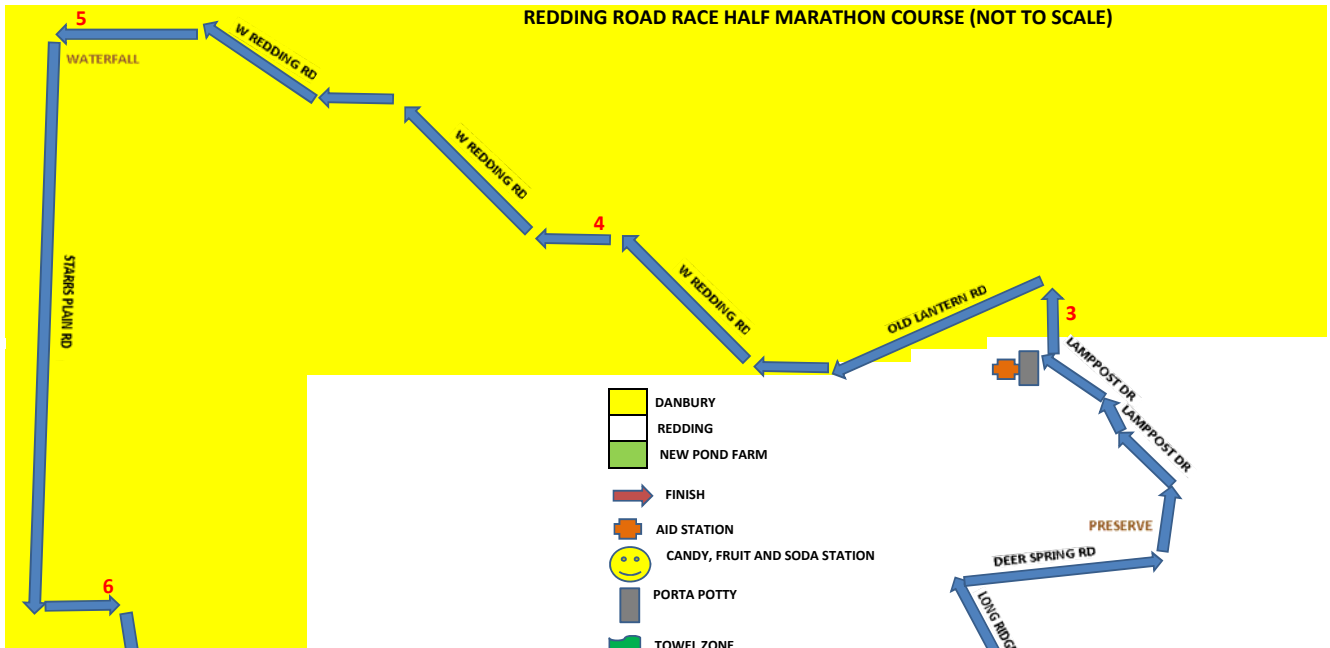 REDDING ROAD RACE HALF MARATHON COURSE (NOT TO SCALE)
5
WATERFALL
W REDDING RD
W REDDING RD
4
W REDDING RD
OLD LANTERN RD
3
LAMPPOST DR
LAMPPOST DR
STARRS PLAIN RD
DANBURY
REDDING
NEW POND FARM
FINISH
AID STATION
CANDY, FRUIT AND SODA STATION
PORTA POTTY
TOWEL ZONE
PRESERVE
DEER SPRING RD
LONG RIDGE
6